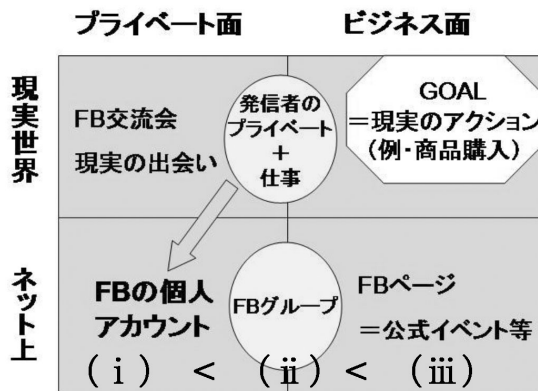 プライベート面
ビジネス面
現実世界
FB交流会
現実の出会い
発信者の
プライベート
+
仕事
GOAL
=現実のアクション
(例・商品購入)
ネット上
FBの個人
アカウント
FBグループ
FBページ
=公式イベント等
(ⅰ) < (ⅱ) < (ⅲ)